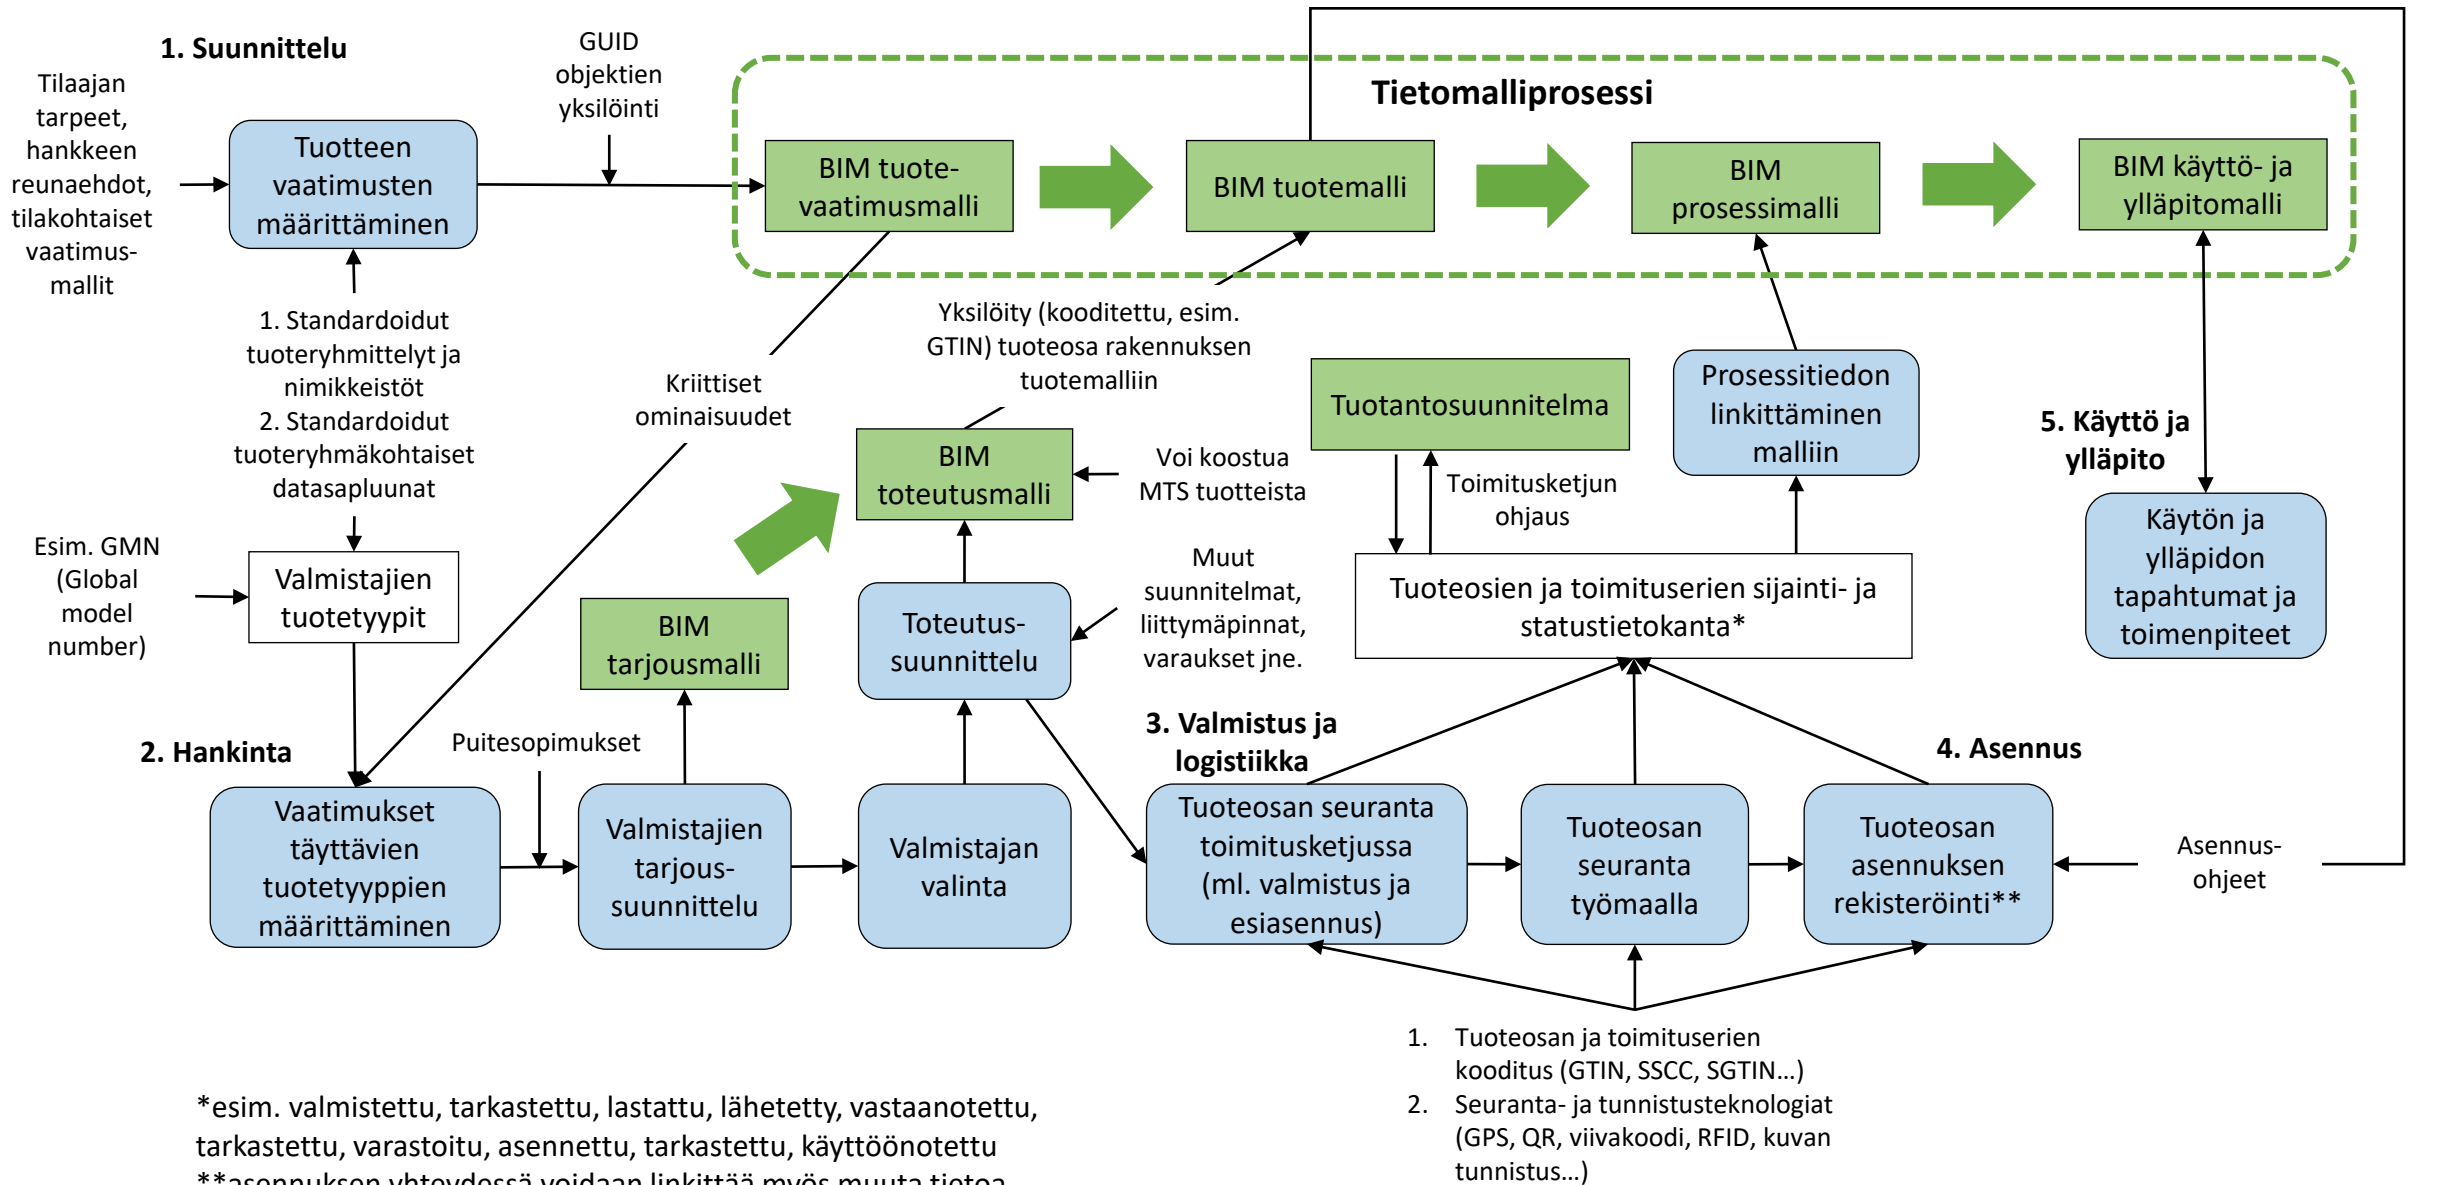 1. Suunnittelu
Tilaajan
tarpeet,
hankkeen
reunaehdot,
tilakohtaiset
vaatimus-
mallit
Tuotteen
vaatimusten
määrittäminen
GUID
objektien
yksilöinti
Tietomalliprosessi
BIM tuote-
vaatimusmalli
BIM tuotemalli
BIM
prosessimalli
BIM käyttö- ja
ylläpitomalli
1. Standardoidut
tuoteryhmittelyt ja
nimikkeistöt
2. Standardoidut
tuoteryhmäkohtaiset
datasapluunat
Kriittiset
ominaisuudet
Yksilöity (kooditettu, esim.
GTIN) tuoteosa rakennuksen
tuotemalliin
Tuotantosuunnitelma
Prosessitiedon
linkittäminen
malliin
5. Käyttö ja
ylläpito
BIM
toteutusmalli
Voi koostua
MTS tuotteista
Toimitusketjun
ohjaus
Käytön ja
ylläpidon
tapahtumat ja
toimenpiteet
Esim. GMN
(Global
model
number)
Valmistajien
tuotetyypit
BIM
tarjousmalli
Toteutus-
suunnittelu
Muut
suunnitelmat,
liittymäpinnat,
varaukset jne.
Tuoteosien ja toimituserien sijainti- ja
statustietokanta*
2. Hankinta
Puitesopimukset
3. Valmistus ja
logistiikka
4. Asennus
Vaatimukset
täyttävien
tuotetyyppien
määrittäminen
Valmistajien
tarjous-
suunnittelu
Valmistajan
valinta
Tuoteosan seuranta
toimitusketjussa
(ml. valmistus ja
esiasennus)
Tuoteosan
seuranta
työmaalla
Tuoteosan
asennuksen
rekisteröinti**
Asennus-
ohjeet
1. Tuoteosan ja toimituserien
kooditus (GTIN, SSCC, SGTIN…)
2. Seuranta- ja tunnistusteknologiat
(GPS, QR, viivakoodi, RFID, kuvan
tunnistus…)
*esim. valmistettu, tarkastettu, lastattu, lähetetty, vastaanotettu,
tarkastettu, varastoitu, asennettu, tarkastettu, käyttöönotettu
**asennuksen yhteydessä voidaan linkittää myös muuta tietoa